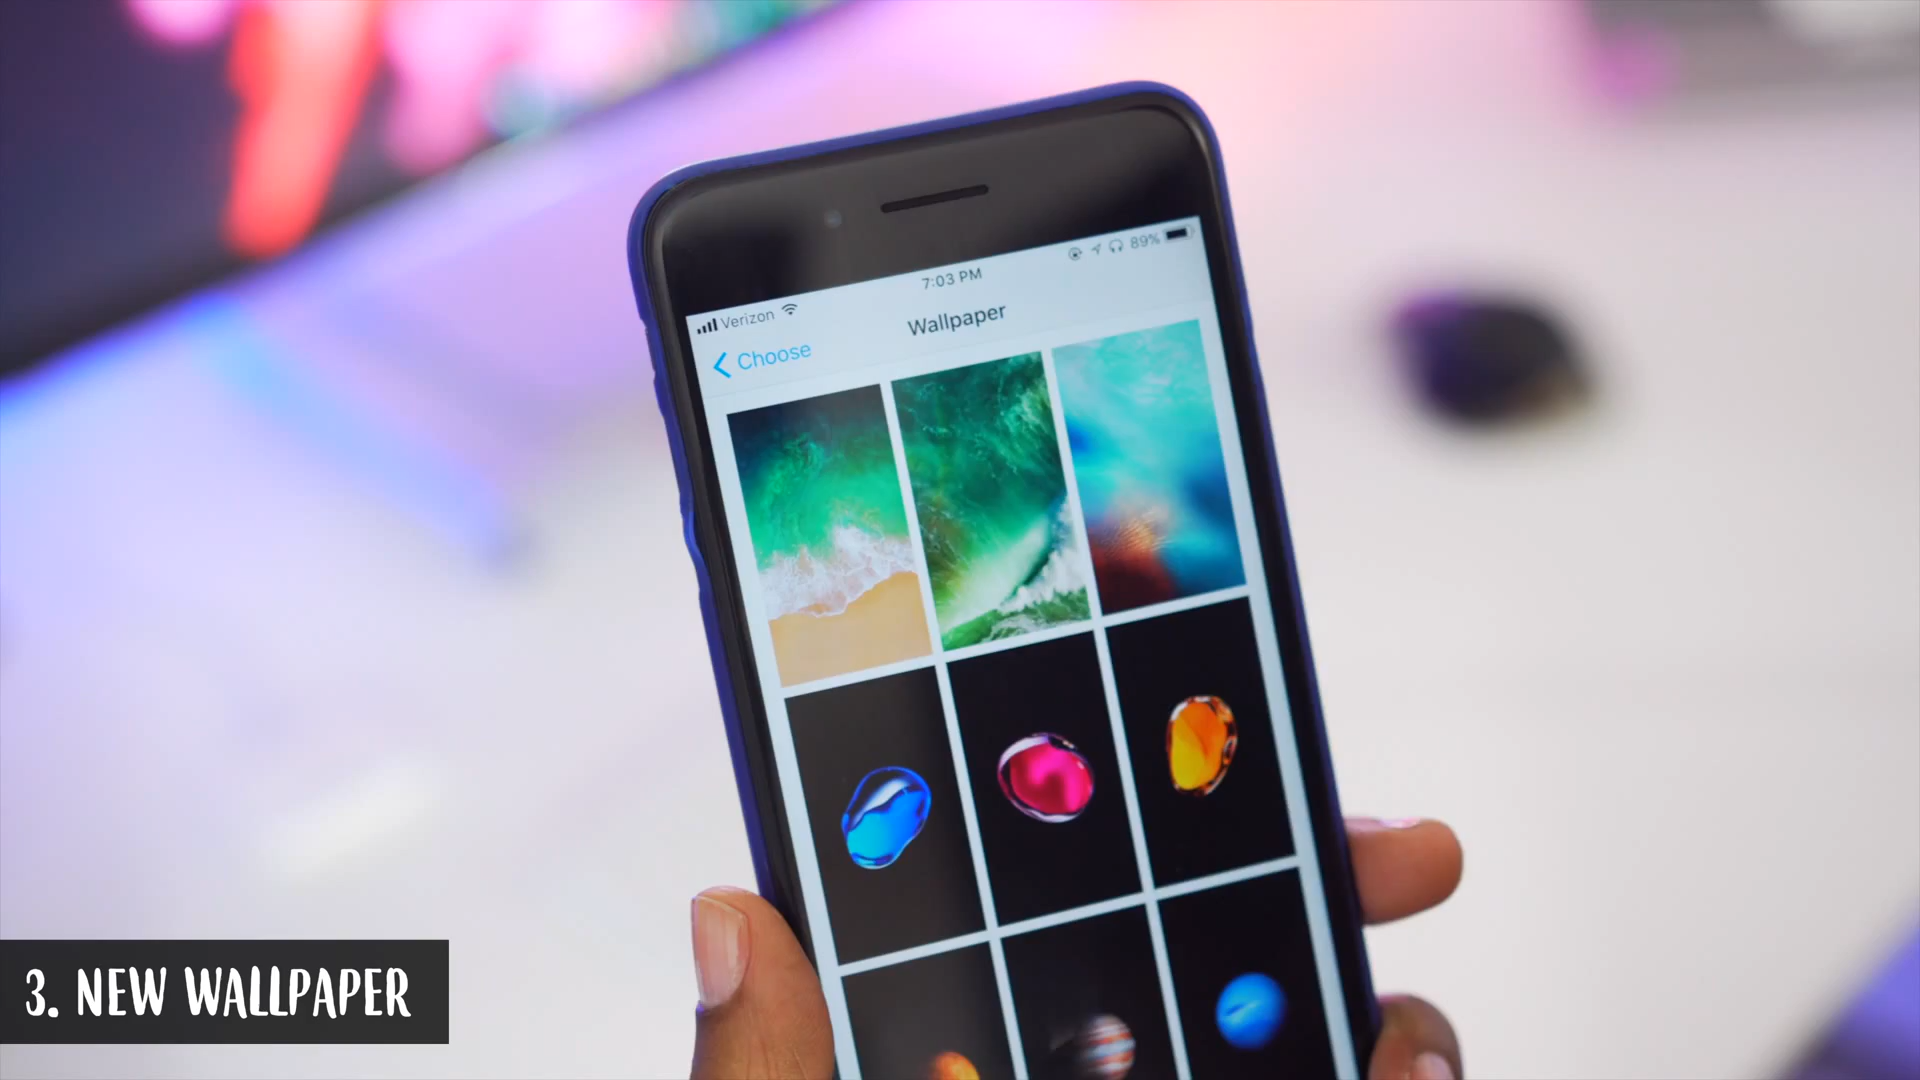 Verizon
7:03 PM
89%
Choose
Wallpaper
3. NEW WALLPAPER